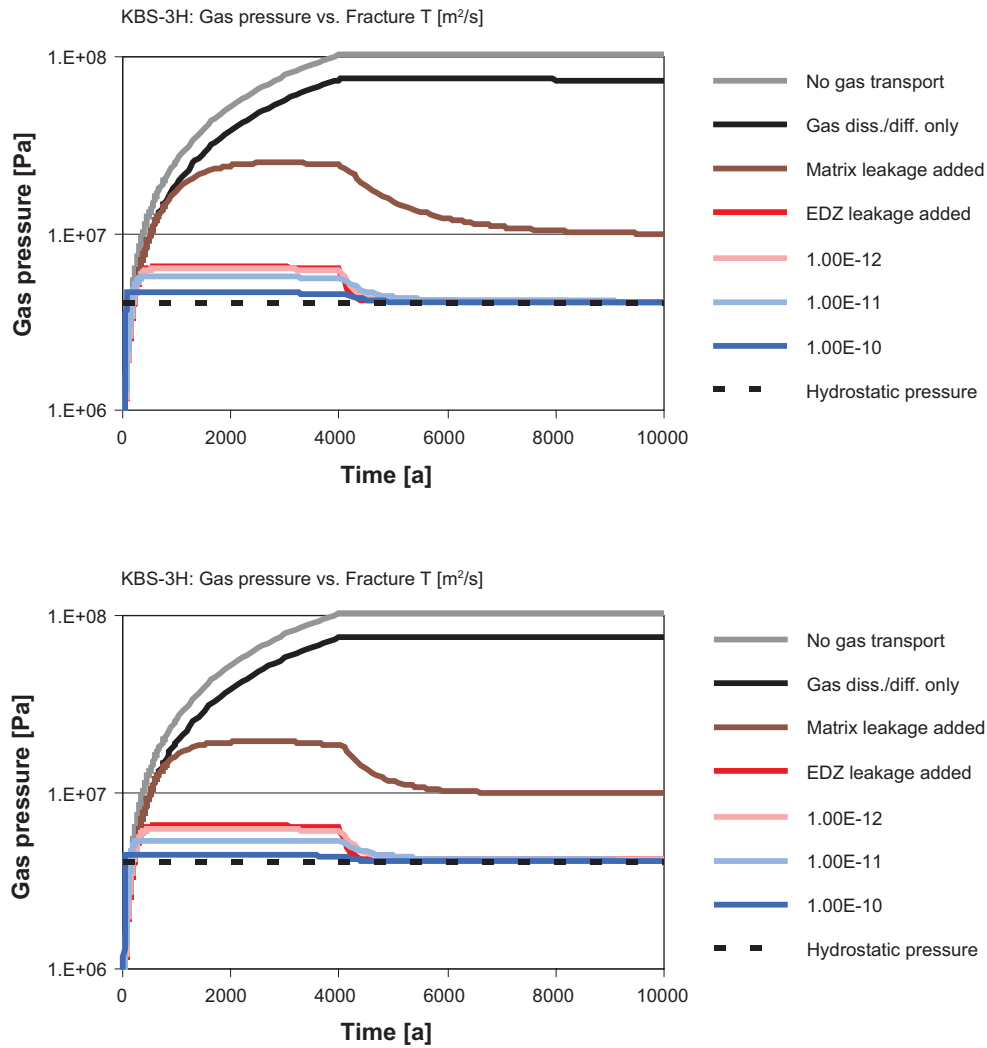 KBS-3H: Gas pressure vs. Fracture T [m²/s]
1.E+08
1.E+07
1.E+06
Gas pressure [Pa]
0
2000
4000
6000
8000
10000
Time [a]
No gas transport
Gas diss./diff. only
Matrix leakage added
EDZ leakage added
1.00E-12
1.00E-11
1.00E-10
Hydrostatic pressure
KBS-3H: Gas pressure vs. Fracture T [m²/s]
1.E+08
1.E+07
1.E+06
Gas pressure [Pa]
0
2000
4000
6000
8000
10000
Time [a]
No gas transport
Gas diss./diff. only
Matrix leakage added
EDZ leakage added
1.00E-12
1.00E-11
1.00E-10
Hydrostatic pressure